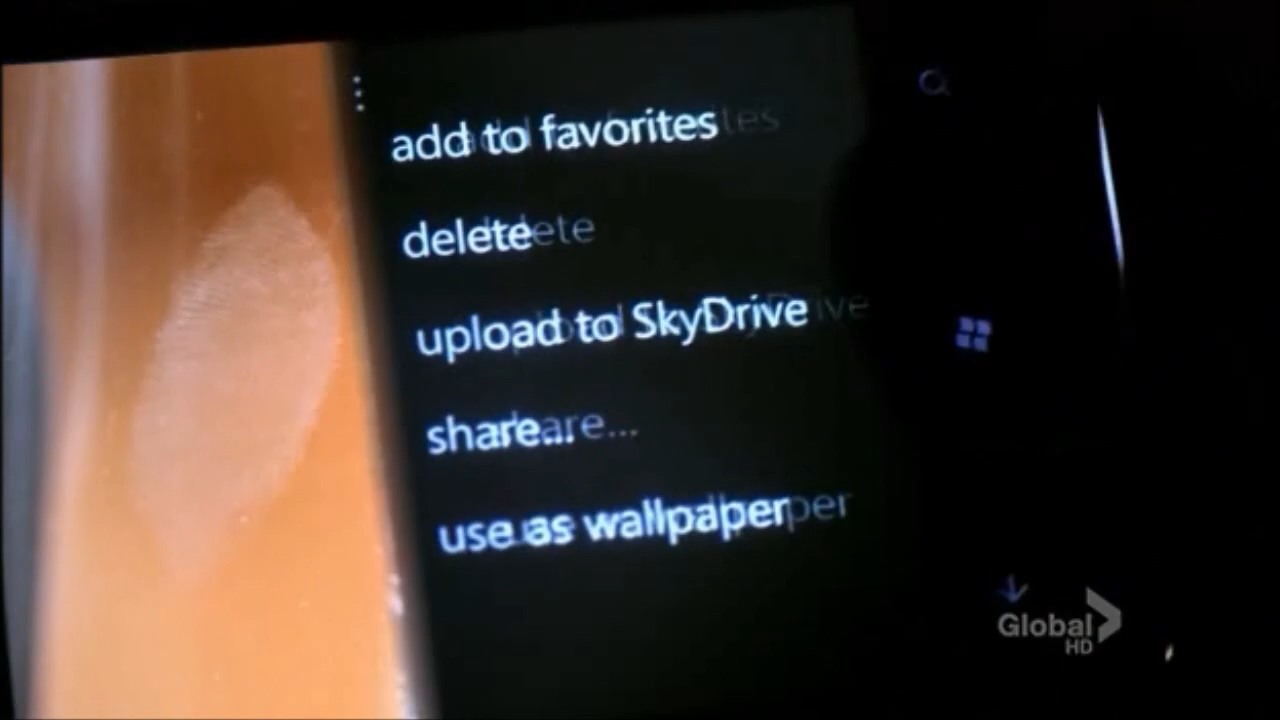 add to favorites
delete
upload to SkyDrive
share...
use as wallpaper
Global
HD